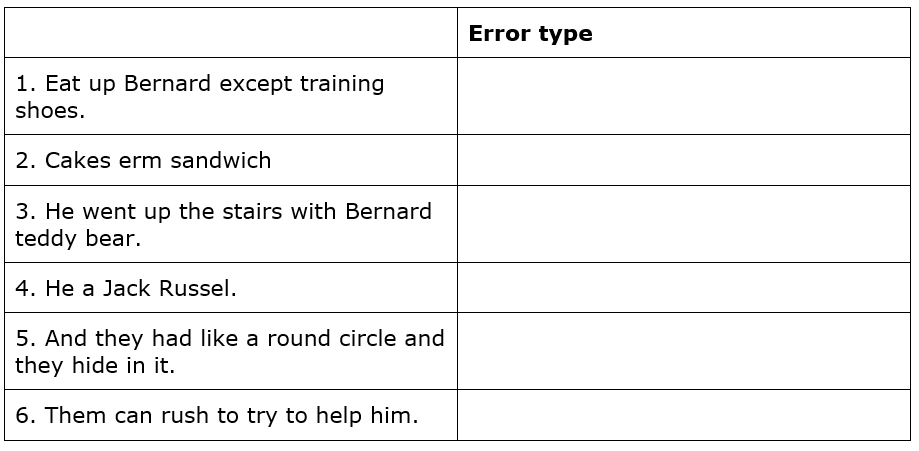 Error type
1. Eat up Bernard except training
shoes.
2. Cakes erm sandwich
3. He went up the stairs with Bernard
teddy bear.
4. He a Jack Russel.
5. And they had like a round circle and
they hide in it.
6. Them can rush to try to help him.